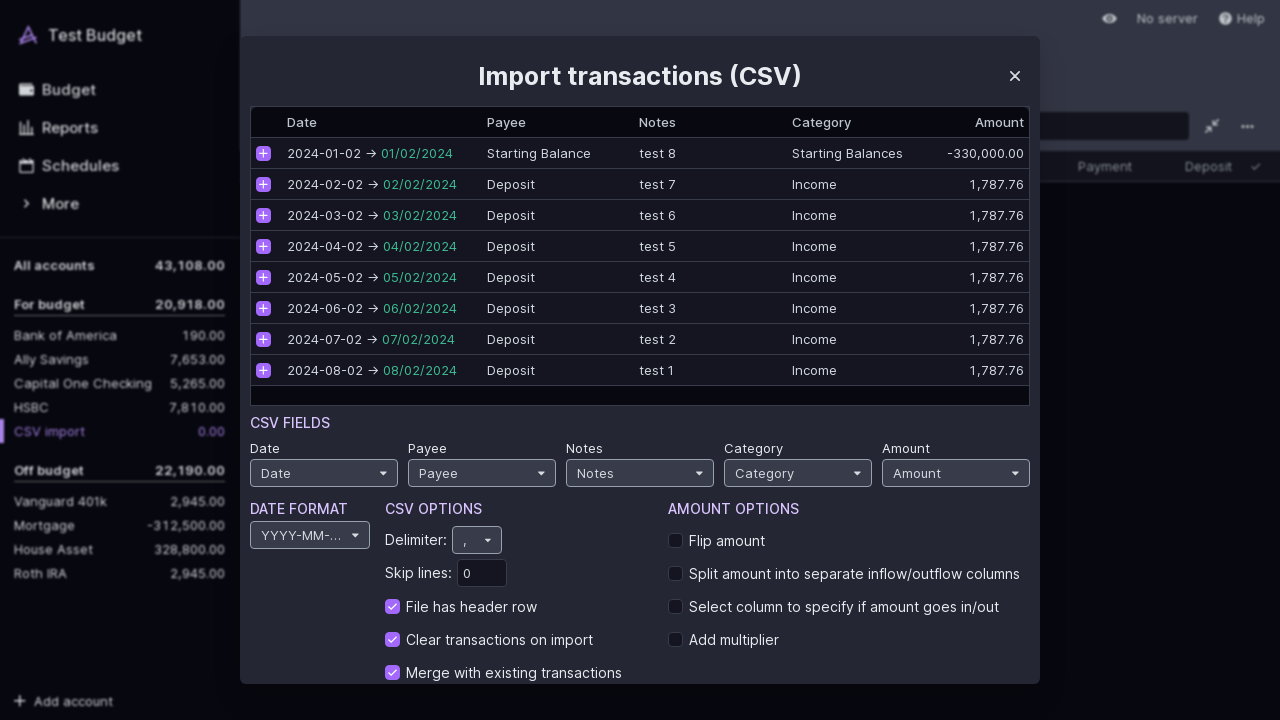 Test Budget
Budget
Reports
Schedules
More
All accounts 43,108.00
For budget 20,918.00
Bank of America 190.00
Ally Savings 7,653.00
Capital One Checking 5,265.00
HSBC 7,810.00
CSV import 0.00
Off budget 22,190.00
Vanguard 401k 2,945.00
Mortgage -312,500.00
House Asset 328,800.00
Roth IRA 2,945.00
Add account
No server Help
Payment Deposit
Import transactions (CSV)
Date Payee Notes Category Amount
2024-01-02 → 01/02/2024 Starting Balance test 8 Starting Balances -330,000.00
2024-02-02 → 02/02/2024 Deposit test 7 Income 1,787.76
2024-03-02 → 03/02/2024 Deposit test 6 Income 1,787.76
2024-04-02 → 04/02/2024 Deposit test 5 Income 1,787.76
2024-05-02 → 05/02/2024 Deposit test 4 Income 1,787.76
2024-06-02 → 06/02/2024 Deposit test 3 Income 1,787.76
2024-07-02 → 07/02/2024 Deposit test 2 Income 1,787.76
2024-08-02 → 08/02/2024 Deposit test 1 Income 1,787.76
CSV FIELDS
Date Payee Notes Category Amount
Date Payee Notes Category Amount
DATE FORMAT
YYYY-MM-...
CSV OPTIONS
Delimiter: ,
Skip lines: 0
File has header row
Clear transactions on import
Merge with existing transactions
AMOUNT OPTIONS
Flip amount
Split amount into separate inflow/outflow columns
Select column to specify if amount goes in/out
Add multiplier